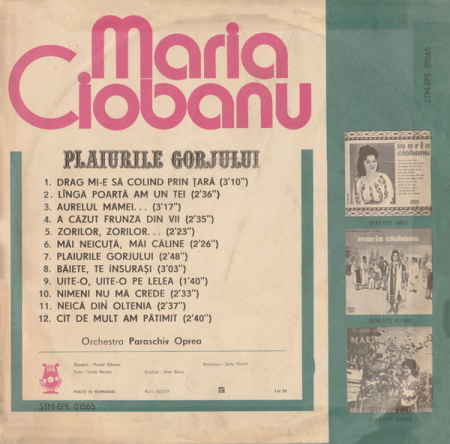 Maria
Ciobanu
PLAIURILE GORJULUI
1. DRAG MI-E SĂ COLIND PRIN ȚARĂ (3'10")
2. LÎNGĂ POARTĂ AM UN TEI (2'36")
3. AURELUL MAMEI... (3'17")
4. A CĂZUT FRUNZA DIN VII (2'35")
5. ZORILOR, ZORILOR... (2'23")
6. MĂI NEICUȚĂ, MĂI CĂLINE (2'26")
7. PLAIURILE GORJULUI (2'48")
8. BĂIETE, TE INSURAȘI (3'03")
9. UITE-O, UITE-O PE LELEA (1'40")
10. NIMENI NU MĂ CREDE (2'33")
11. NEICĂ DIN OLTENIA (2'37")
12. CÎT DE MULT AM PĂTIMIT (2'40")
Orchestra Paraschiv Oprea
MADE IN ROMANIA
STM-EPE 01565
STM-EPE 01565
maria
ciobanu
maria ciobanu
MARIA